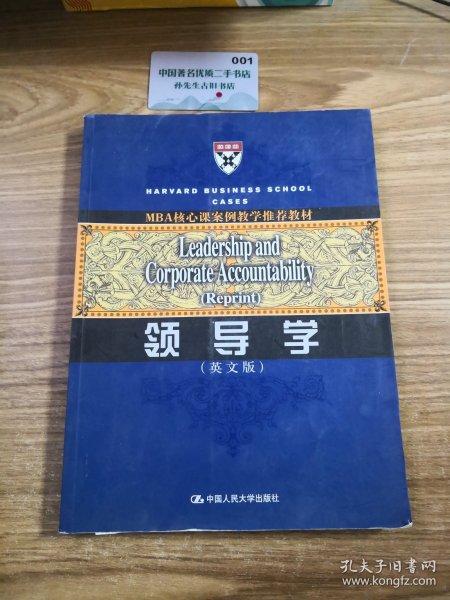 001
中国著名优质二手书店
孙先生古旧书店
HARVARD BUSINESS SCHOOL
CASES
MBA核心课案例教学推荐教材
Leadership and
Corporate Accountability
(Reprint)
领导学
(英文版)
中国人民大学出版社
孔夫子旧书网
www.kongfz.com